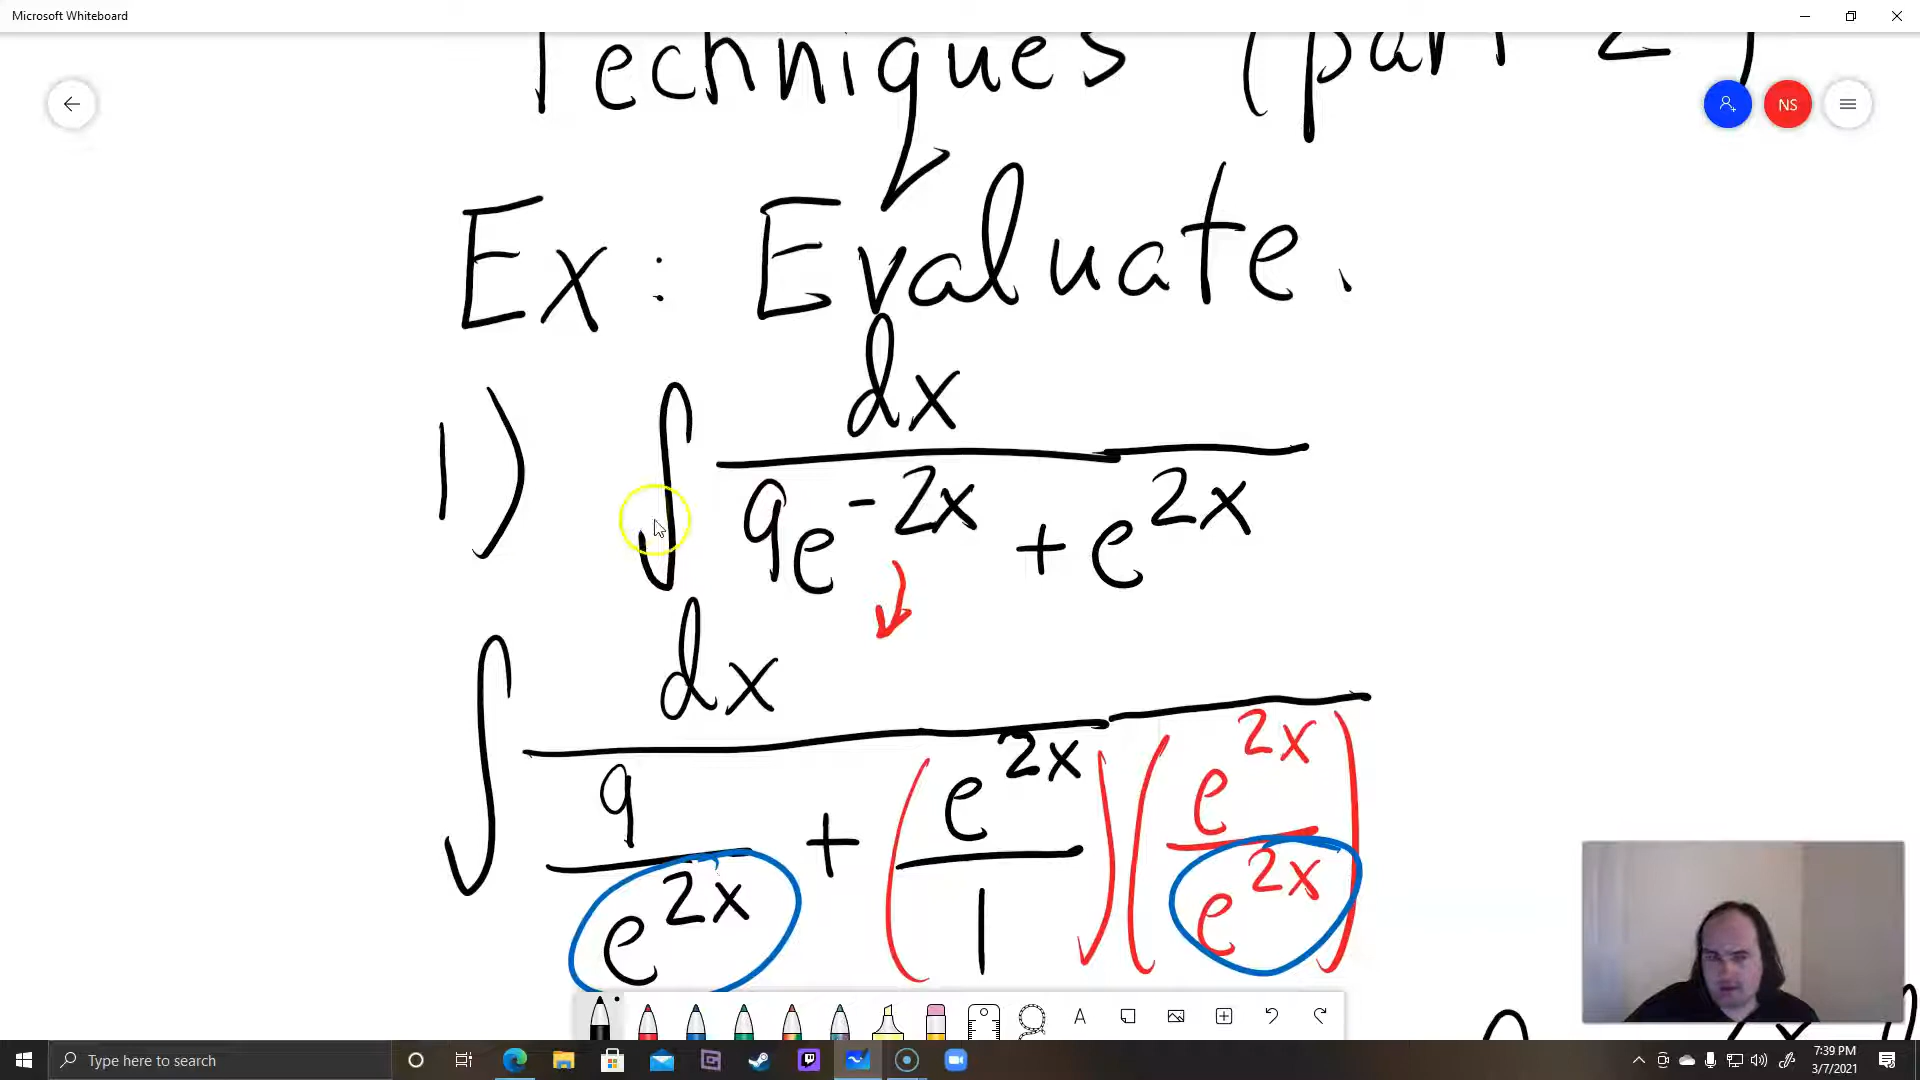 Microsoft Whiteboard
Techniques (part 2)
NS
Ex: Evaluate.
1) ∫ dx / (9e^{-2x} + e^{2x})
∫ dx / (9/e^{2x} + (e^{2x}/1)(e^{2x}/e^{2x}))
A
Type here to search
7:39 PM
3/7/2021